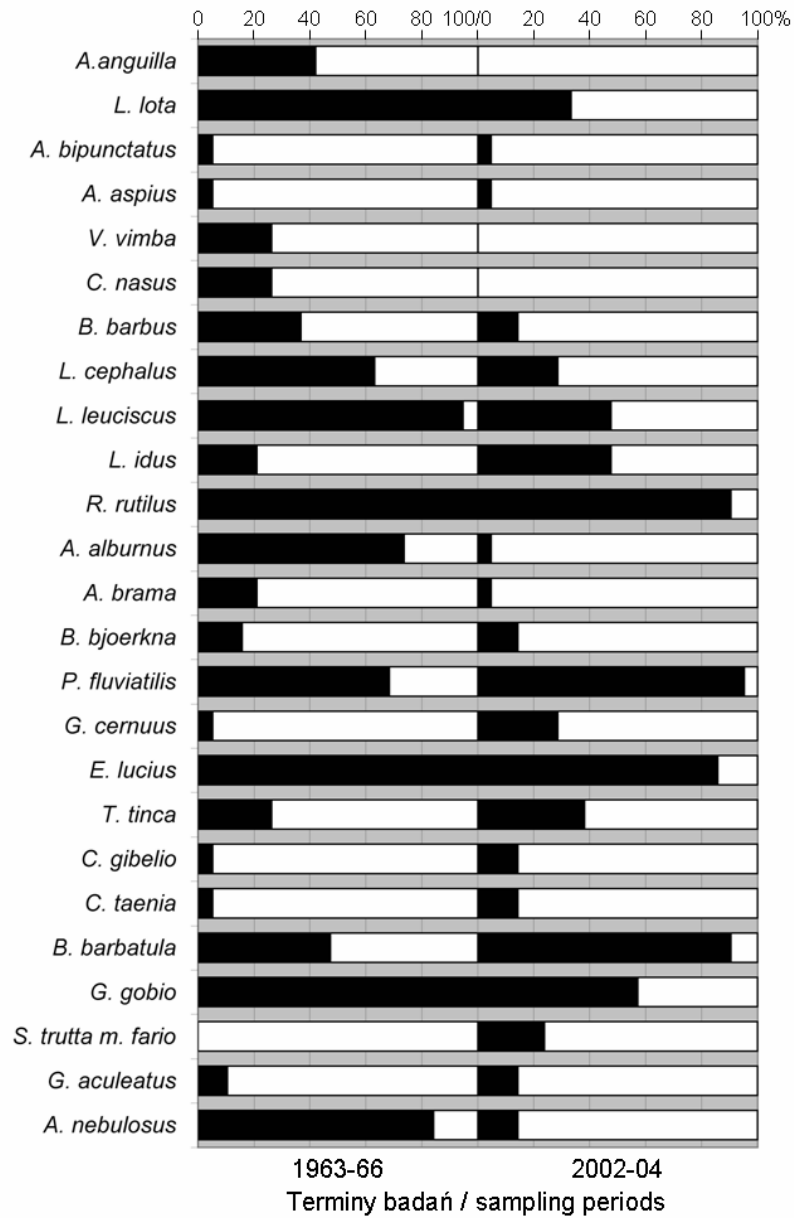 0 20 40 60 80 100/0 20 40 60 80 100%
A.anguilla
L. lota
A. bipunctatus
A. aspius
V. vimba
C. nasus
B. barbus
L. cephalus
L. leuciscus
L. idus
R. rutilus
A. alburnus
A. brama
B. bjoerkna
P. fluviatilis
G. cernuus
E. lucius
T. tinca
C. gibelio
C. taenia
B. barbatula
G. gobio
S. trutta m. fario
G. aculeatus
A. nebulosus
1963-66 2002-04
Terminy badań / sampling periods